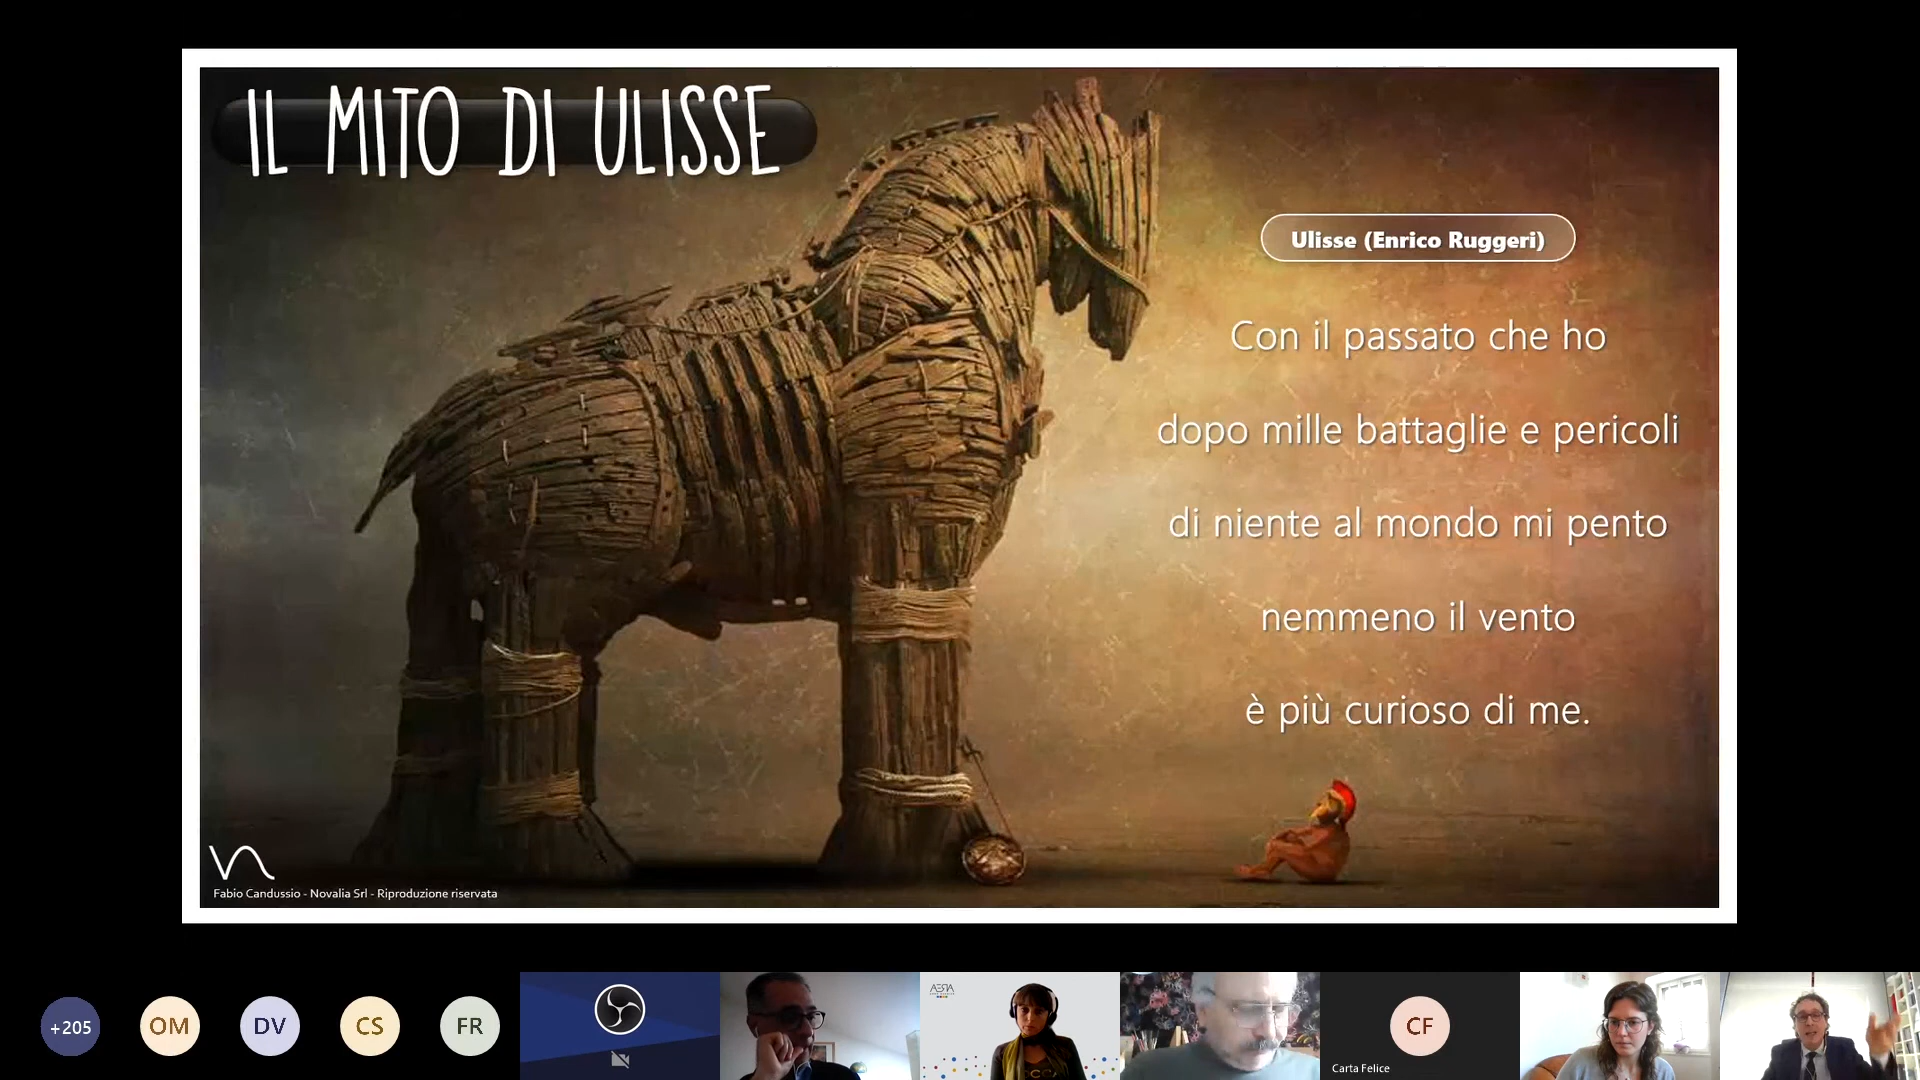 IL MITO DI ULISSE
Ulisse (Enrico Ruggeri)
Con il passato che ho
dopo mille battaglie e pericoli
di niente al mondo mi pento
nemmeno il vento
è più curioso di me.
Fabio Candussio - Novalia Srl - Riproduzione riservata
+205
OM
DV
CS
FR
CF
Carta Felice